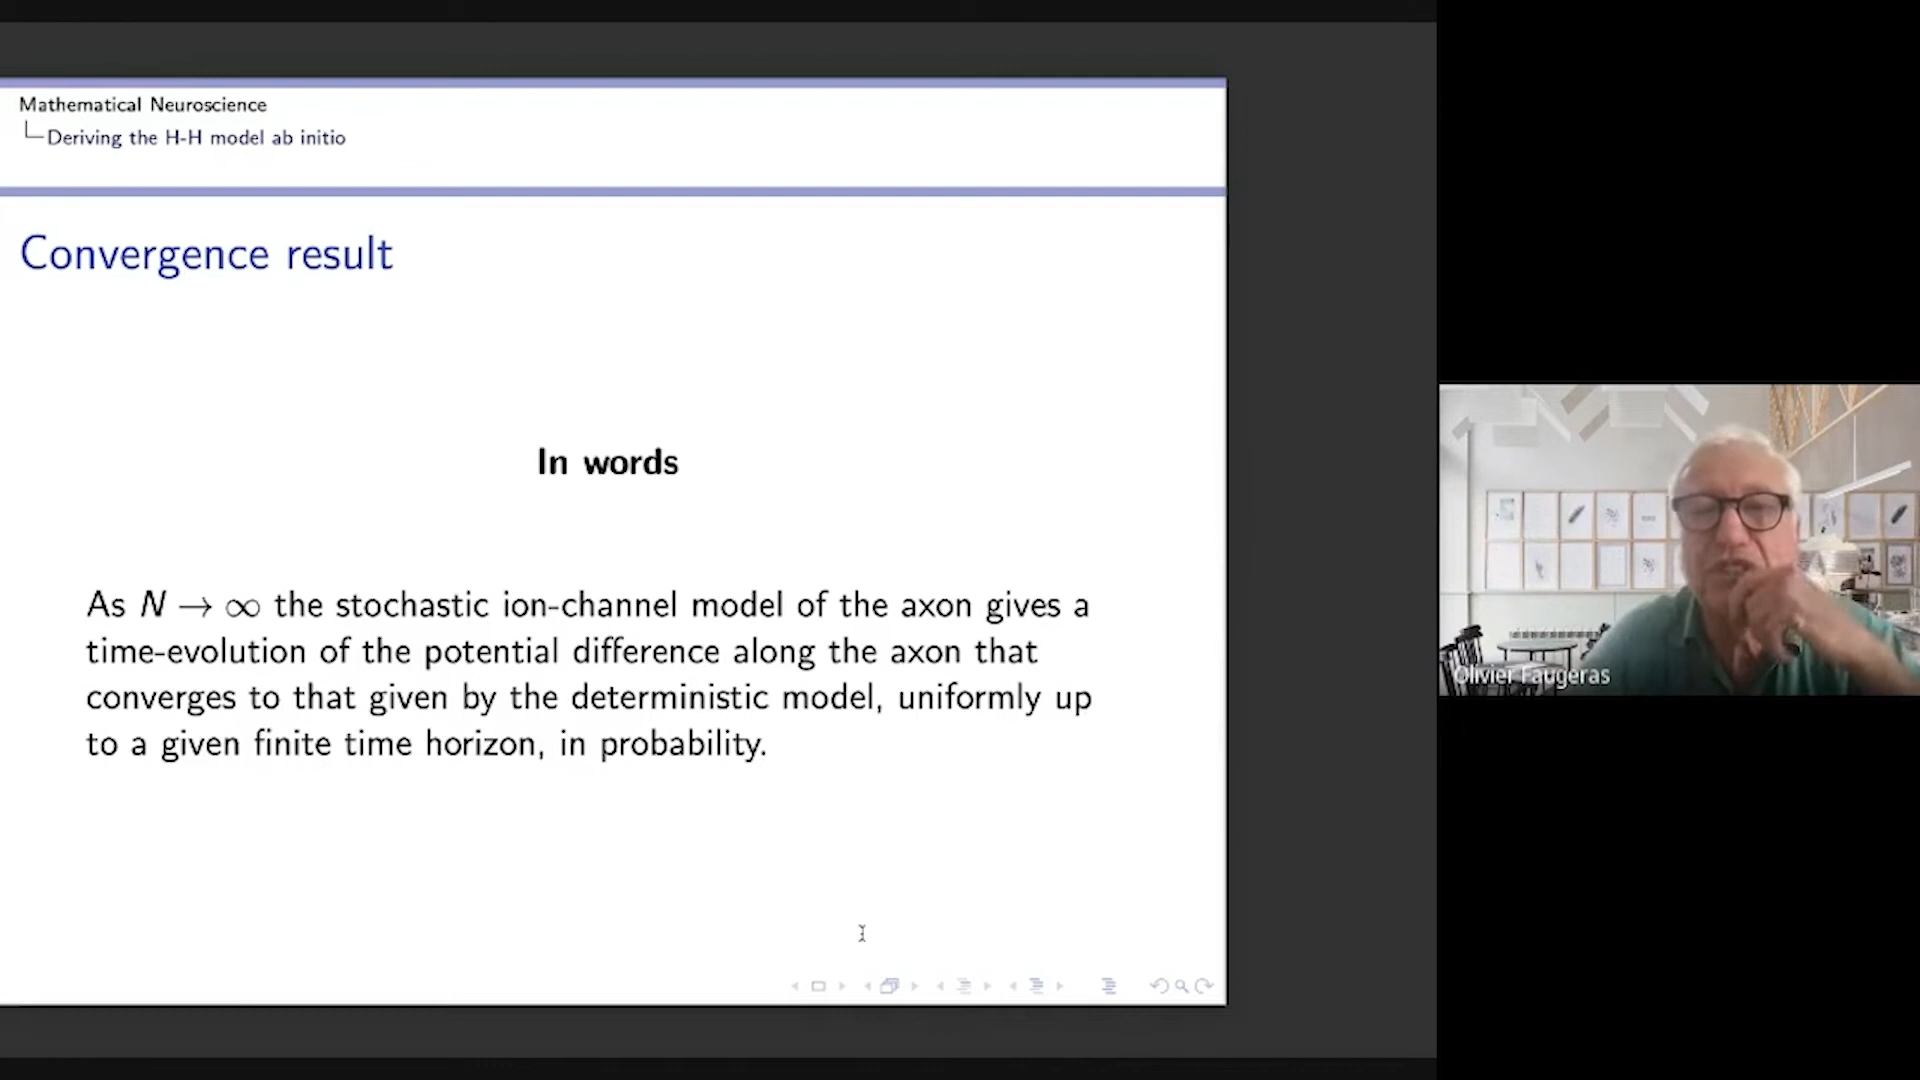 Mathematical Neuroscience
Deriving the H-H model ab initio
Convergence result
In words
As N → ∞ the stochastic ion-channel model of the axon gives a
time-evolution of the potential difference along the axon that
converges to that given by the deterministic model, uniformly up
to a given finite time horizon, in probability.
Olivier Faugeras